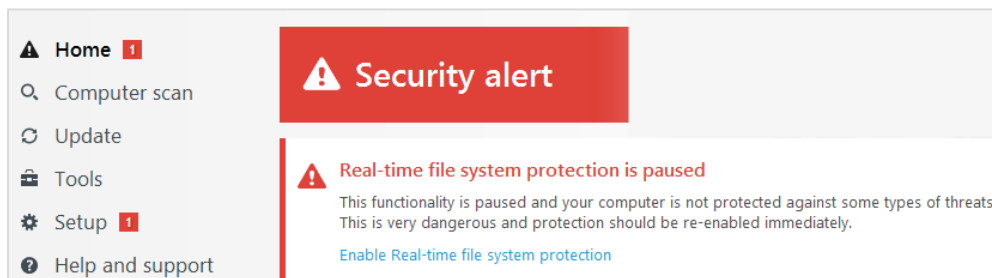 Home 1
Computer scan
Update
Tools
Setup 1
Help and support
Security alert
Real-time file system protection is paused
This functionality is paused and your computer is not protected against some types of threats
This is very dangerous and protection should be re-enabled immediately.
Enable Real-time file system protection